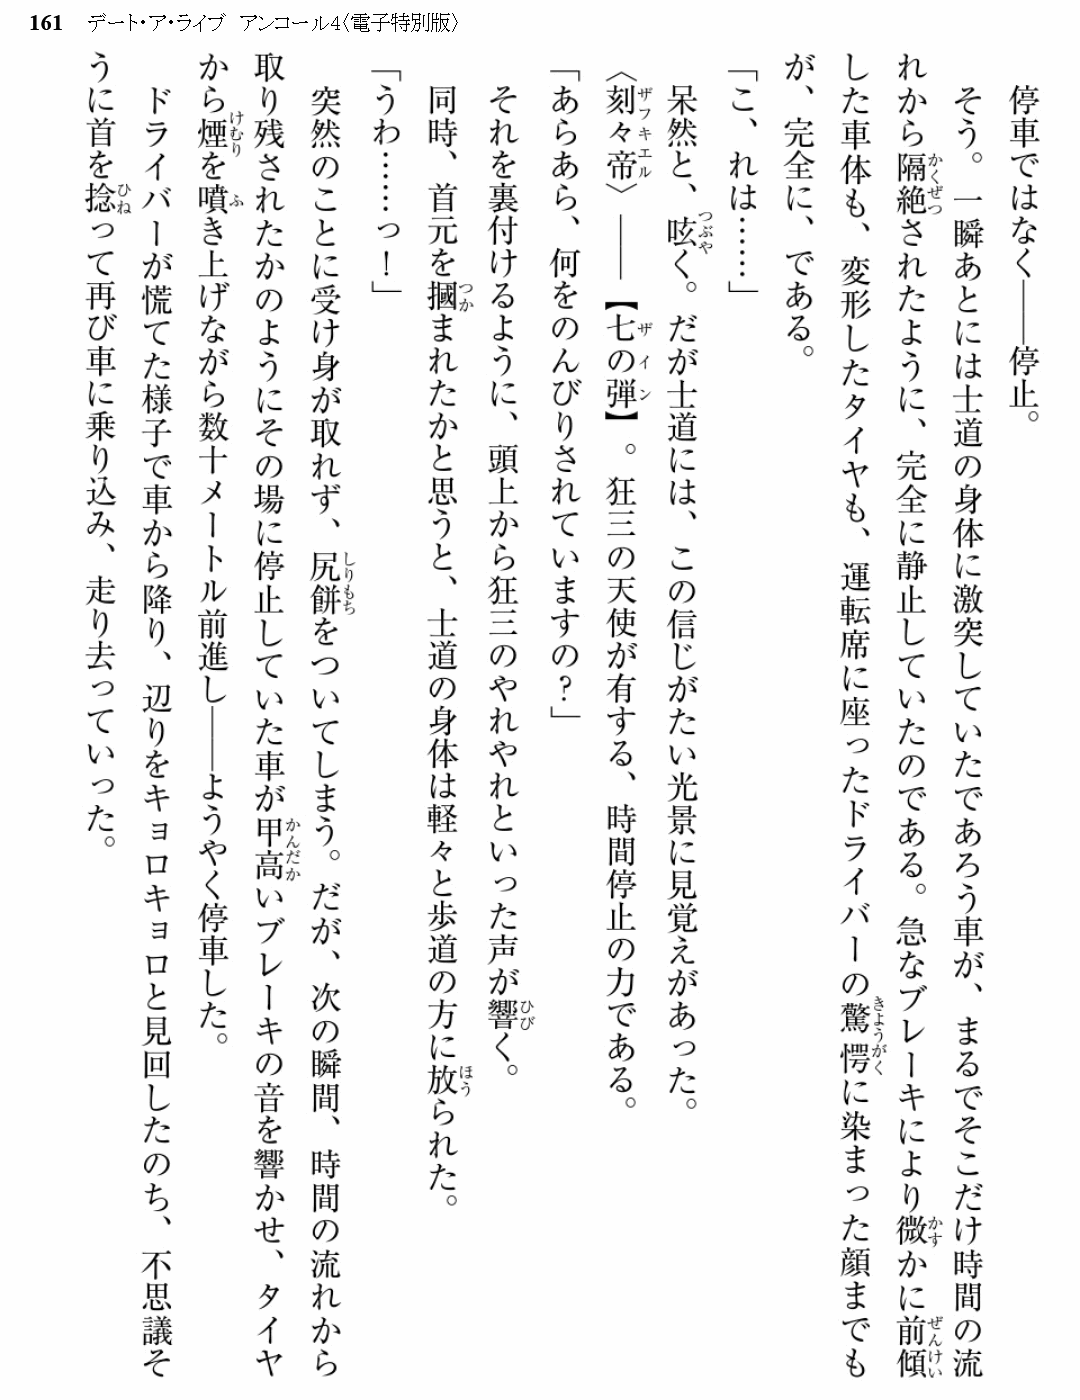 161 デート・ア・ライブ アンコール4〈電子特別版〉
停車ではなく――停止。
そう。一瞬あとには士道の身体に激突していたであろう車が、まるでそこだけ時間の流
れから隔絶されたように、完全に静止していたのである。急なブレーキにより微かに前傾
した車体も、変形したタイヤも、運転席に座ったドライバーの驚愕に染まった顔までも
が、完全に、である。
「こ、れは……」
呆然と、呟く。だが士道には、この信じがたい光景に見覚えがあった。
〈刻々帝〉――【七の弾】。狂三の天使が有する、時間停止の力である。
「あらあら、何をのんびりされていますの?」
それを裏付けるように、頭上から狂三のやれやれといった声が響く。
同時、首元を摑まれたかと思うと、士道の身体は軽々と歩道の方に放られた。
「うわ……っ!」
突然のことに受け身が取れず、尻餅をついてしまう。だが、次の瞬間、時間の流れから
取り残されたかのようにその場に停止していた車が甲高いブレーキの音を響かせ、タイヤ
から煙を噴き上げながら数十メートル前進し――ようやく停車した。
ドライバーが慌てた様子で車から降り、辺りをキョロキョロと見回したのち、不思議そ
うに首を捻って再び車に乗り込み、走り去っていった。